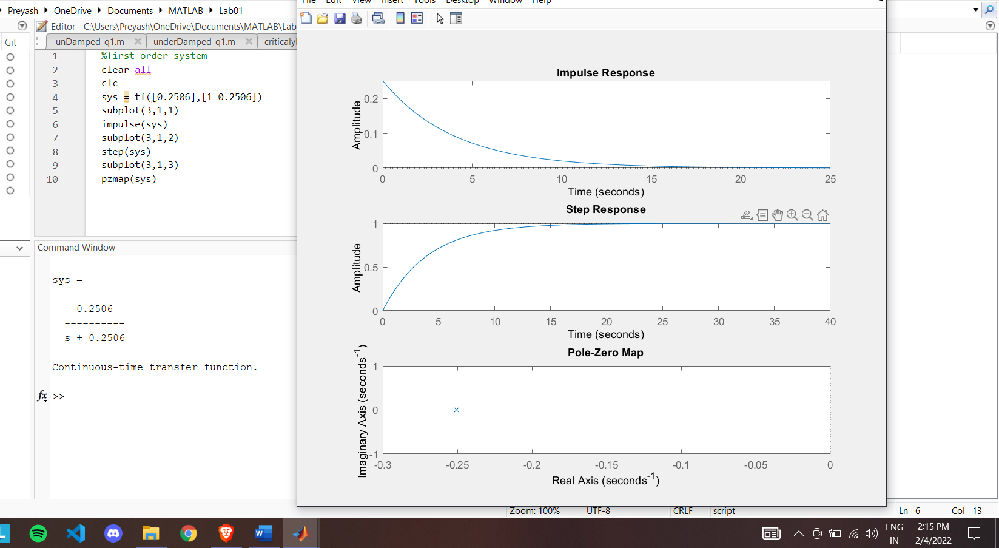 Preyash OneDrive Documents MATLAB Lab01
Editor - C:\Users\Preyash\OneDrive\Documents\MATLAB\Lab
Git
unDamped_q1.m
underDamped_q1.m
1 %first order system
2 clear all
3 clc
4 sys = tf([0.2506],[1 0.2506])
5 subplot(3,1,1)
6 impulse(sys)
7 subplot(3,1,2)
8 step(sys)
9 subplot(3,1,3)
10 pzmap(sys)
Command Window
sys =
0.2506
----------
s + 0.2506
Continuous-time transfer function.
fx >>
File Edit View Insert Tools Desktop Window Help
Impulse Response
Amplitude
0.2
0.1
0
0 5 10 15 20 25
Time (seconds)
Step Response
Amplitude
1
0.5
0
0 5 10 15 20 25 30 35 40
Time (seconds)
Pole-Zero Map
Imaginary Axis (seconds⁻¹)
1
0
-1
-0.3 -0.25 -0.2 -0.15 -0.1 -0.05 0
Real Axis (seconds⁻¹)
Zoom: 100% UTF-8 CRLF script Ln 6 Col 13
ENG
IN
2:15 PM
2/4/2022